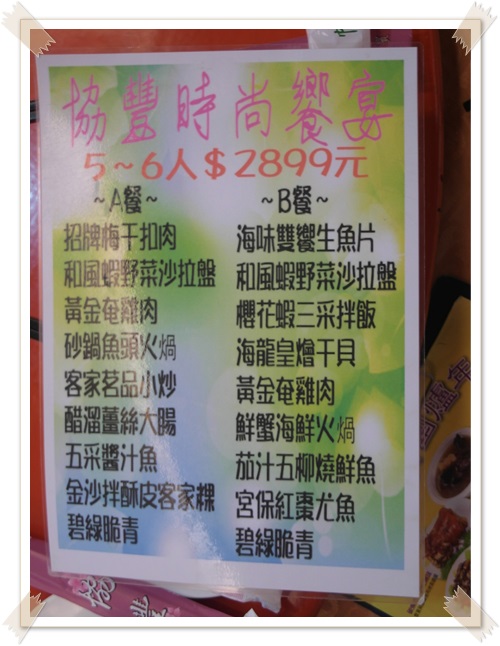 協豐時尚饗宴
5~6人$2899元
~A餐~
招牌梅干扣肉
和風蝦野菜沙拉盤
黃金奄雞肉
砂鍋魚頭火鍋
客家茗品小炒
醋溜薑絲大腸
五采醬汁魚
金沙拌酥皮客家粿
碧綠脆青
~B餐~
海味雙饗生魚片
和風蝦野菜沙拉盤
櫻花蝦三采拌飯
海龍皇燴干貝
黃金奄雞肉
鮮蟹海鮮火鍋
茄汁五柳燒鮮魚
宮保紅棗尤魚
碧綠脆青